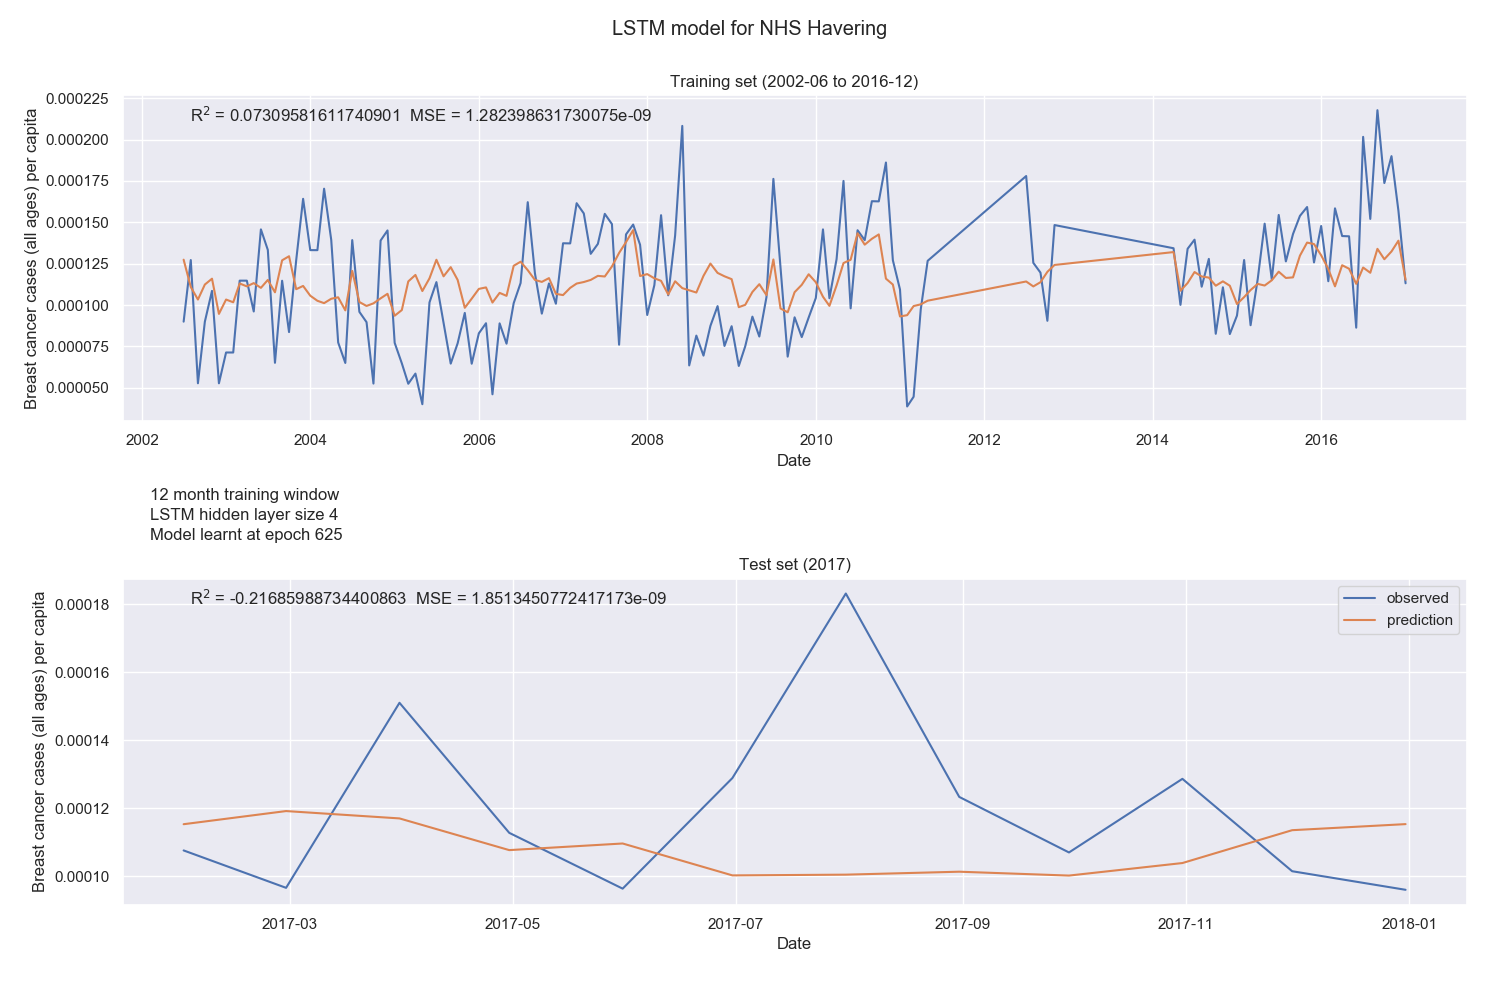 LSTM model for NHS Havering
Training set (2002-06 to 2016-12)
R² = 0.07309581611740901  MSE = 1.282398631730075e-09
Breast cancer cases (all ages) per capita
0.000225
0.000200
0.000175
0.000150
0.000125
0.000100
0.000075
0.000050
2002 2004 2006 2008 2010 2012 2014 2016
Date
12 month training window
LSTM hidden layer size 4
Model learnt at epoch 625
Test set (2017)
R² = -0.21685988734400863  MSE = 1.8513450772417173e-09
observed
prediction
Breast cancer cases (all ages) per capita
0.00018
0.00016
0.00014
0.00012
0.00010
2017-03 2017-05 2017-07 2017-09 2017-11 2018-01
Date